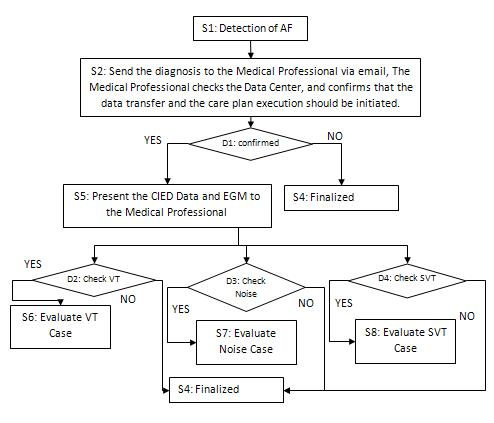 S1: Detection of AF
S2: Send the diagnosis to the Medical Professional via email, The
Medical Professional checks the Data Center, and confirms that the
data transfer and the care plan execution should be initiated.
YES
D1: confirmed
NO
S5: Present the CIED Data and EGM to
the Medical Professional
S4: Finalized
YES
D2: Check VT
NO
D3: Check
Noise
YES
NO
D4: Check SVT
YES
NO
S6: Evaluate VT
Case
S7: Evaluate
Noise Case
S8: Evaluate SVT
Case
S4: Finalized